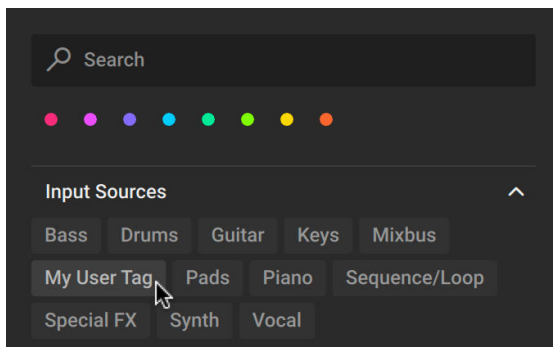 Search
Input Sources
Bass Drums Guitar Keys Mixbus
My User Tag Pads Piano Sequence/Loop
Special FX Synth Vocal